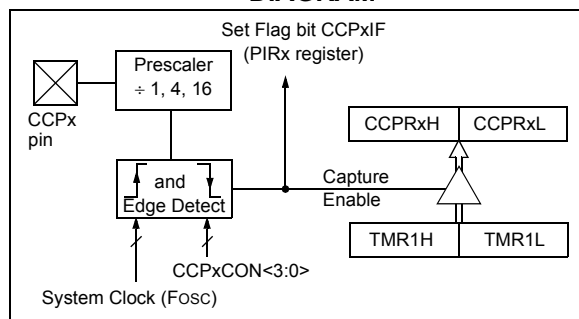 DIAGRAM
Set Flag bit CCPxIF
(PIRx register)
Prescaler
÷ 1, 4, 16
CCPx
pin
CCPRxH
CCPRxL
and
Edge Detect
Capture
Enable
TMR1H
TMR1L
CCPxCON<3:0>
System Clock (FOSC)